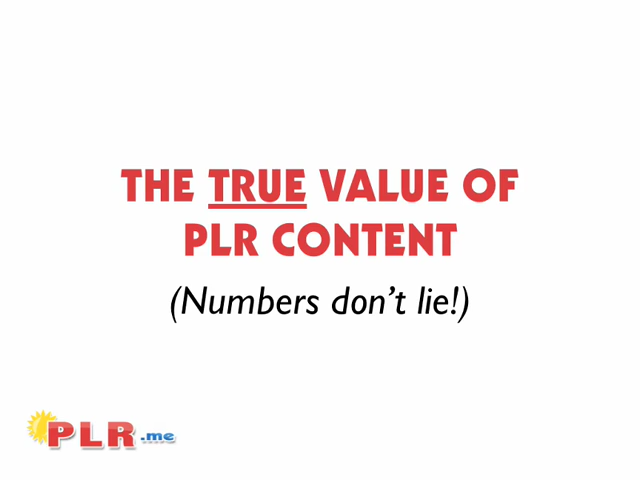 THE TRUE VALUE OF
PLR CONTENT
(Numbers don't lie!)
PLR.me